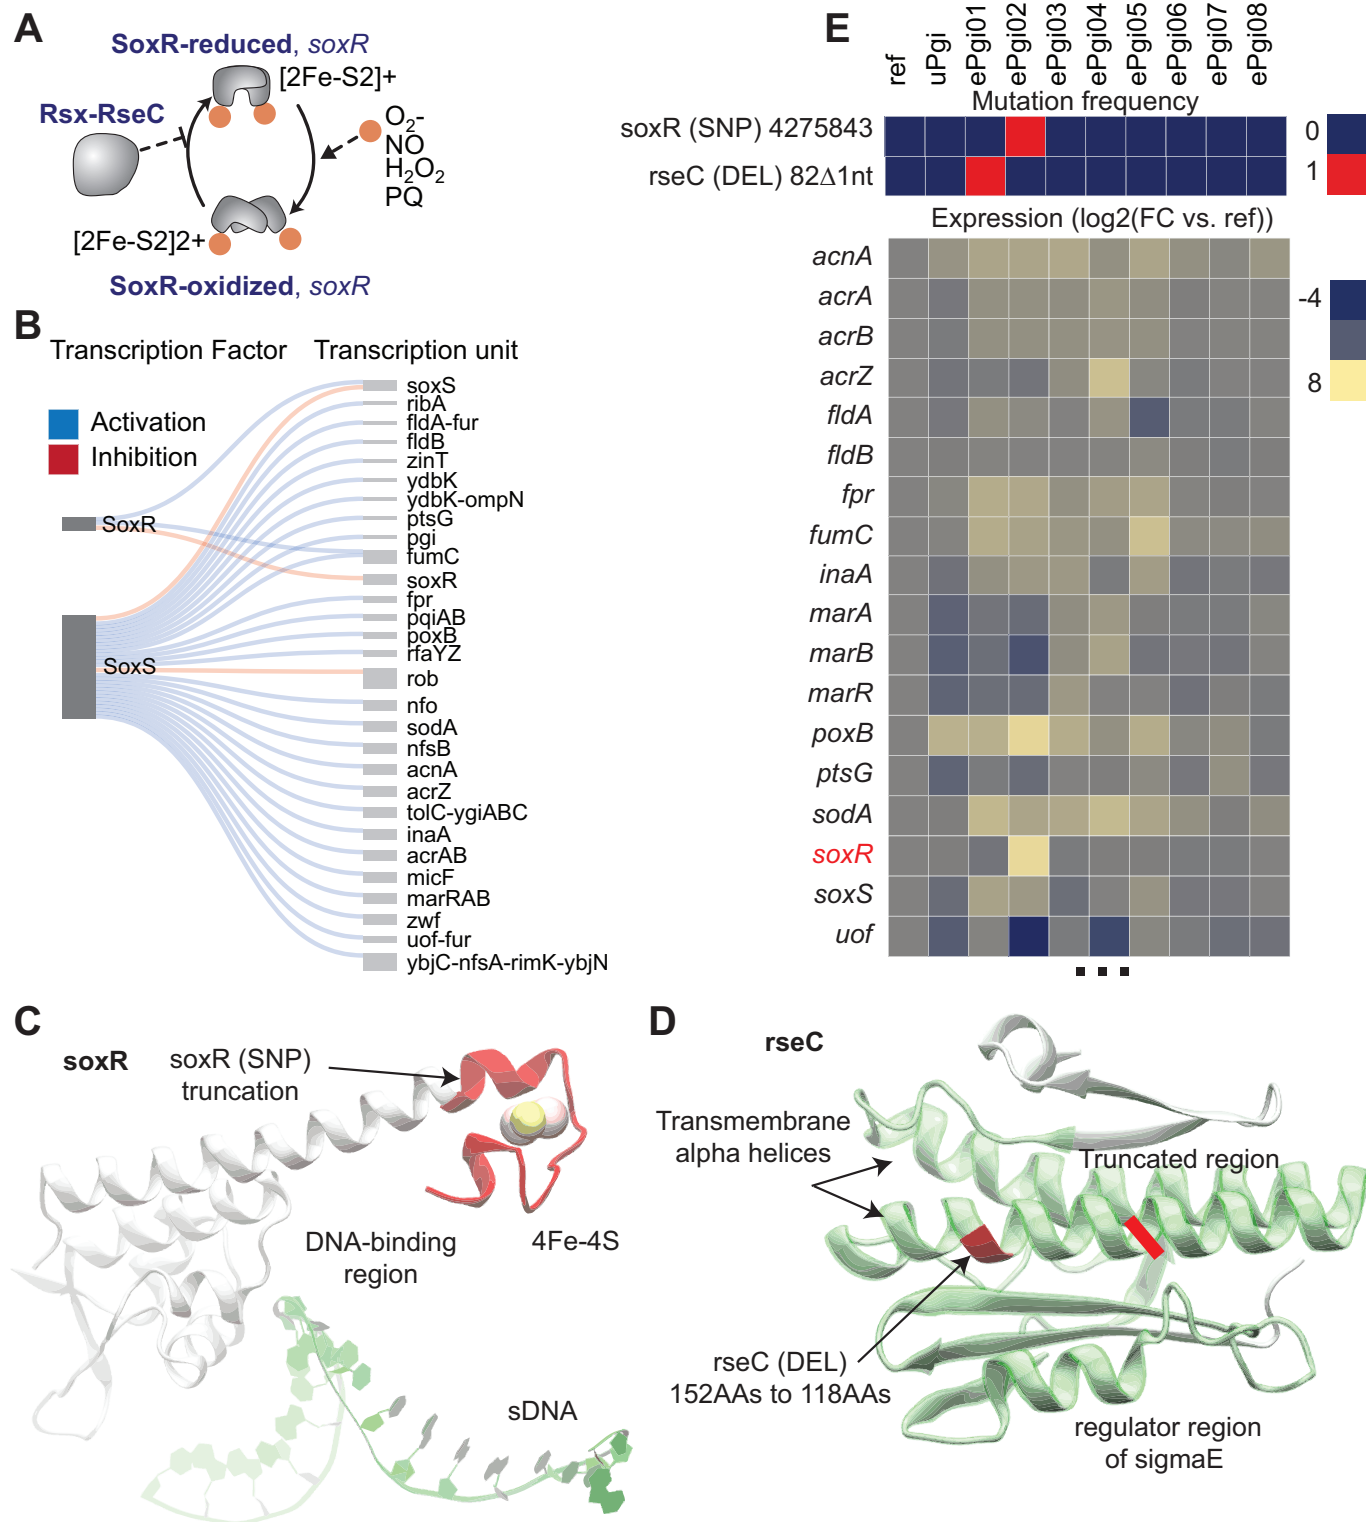 A
SoxR-reduced, soxR
[2Fe-S2]+
Rsx-RseC
O2-
NO
H2O2
PQ
[2Fe-S2]2+
SoxR-oxidized, soxR
B
Transcription Factor
Transcription unit
Activation
Inhibition
SoxR
SoxS
soxS
ribA
fldA-fur
fldB
zinT
ydbK
ydbK-ompN
ptsG
pgi
fumC
soxR
fpr
pqiAB
poxB
rfaYZ
rob
nfo
sodA
nfsB
acnA
acrZ
tolC-ygiABC
inaA
acrAB
micF
marRAB
zwf
uof-fur
ybjC-nfsA-rimK-ybjN
E
ref
uPgi
ePgi01
ePgi02
ePgi03
ePgi04
ePgi05
ePgi06
ePgi07
ePgi08
Mutation frequency
soxR (SNP) 4275843
rseC (DEL) 82Δ1nt
0
1
Expression (log2(FC vs. ref))
acnA
acrA
acrB
acrZ
fldA
fldB
fpr
fumC
inaA
marA
marB
marR
poxB
ptsG
sodA
soxR
soxS
uof
-4
8
C
soxR
soxR (SNP)
truncation
DNA-binding
region
4Fe-4S
sDNA
D
rseC
Transmembrane
alpha helices
Truncated region
rseC (DEL)
152AAs to 118AAs
regulator region
of sigmaE